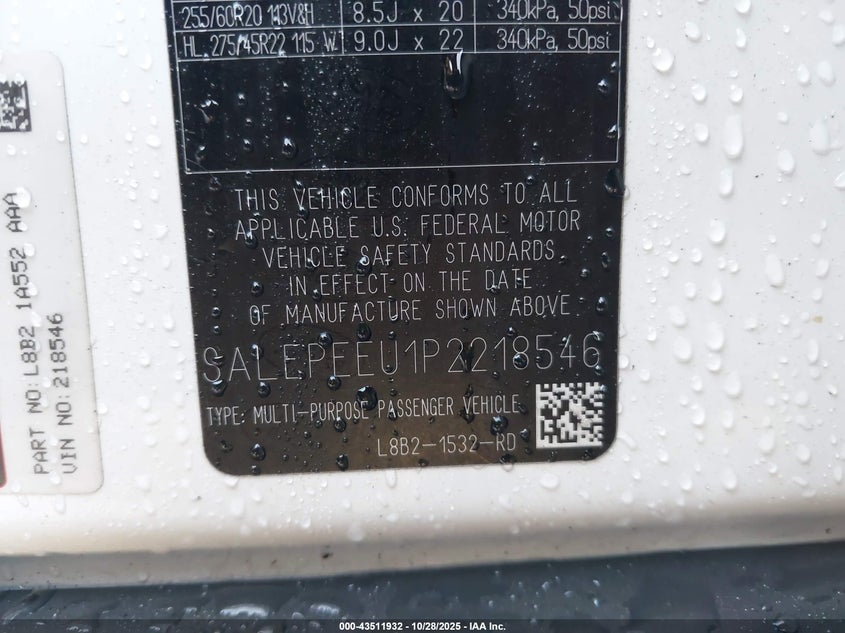 255/60R20 113V&H 8.5J x 20 340kPa, 50psi
HL 275/45R22 115 W 9.0J x 22 340kPa, 50psi
THIS VEHICLE CONFORMS TO ALL
APPLICABLE U.S. FEDERAL MOTOR
VEHICLE SAFETY STANDARDS
IN EFFECT ON THE DATE
OF MANUFACTURE SHOWN ABOVE
SALEPEEU1P2218546
TYPE: MULTI-PURPOSE PASSENGER VEHICLE
L8B2-1532-RD
PART NO: L8B2 1A552 AAA
VIN NO: 218546
000-43511932 - 10/28/2025 - IAA Inc.